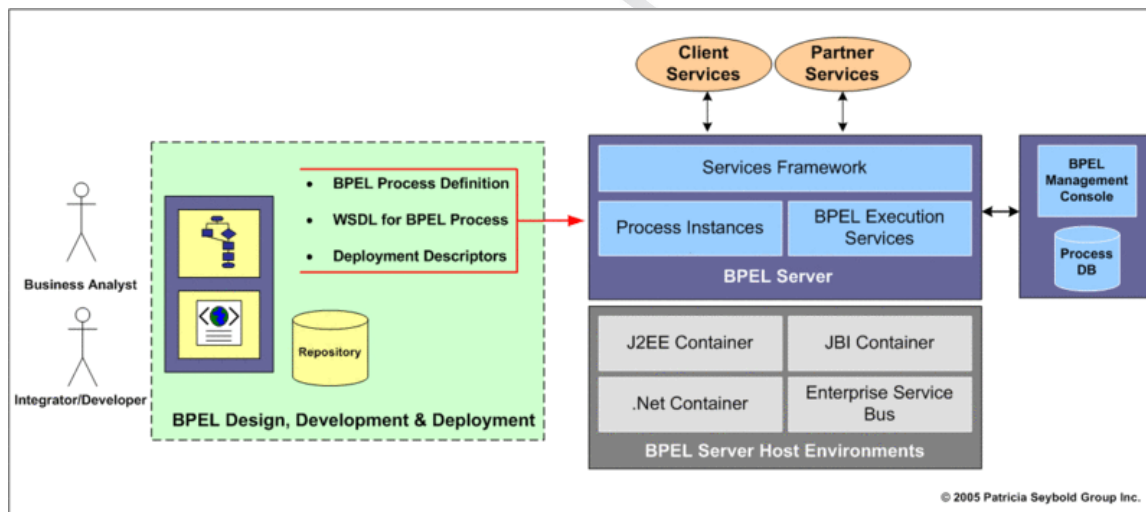 Client
Services
Partner
Services
Business Analyst
Integrator/Developer
• BPEL Process Definition
• WSDL for BPEL Process
• Deployment Descriptors
Repository
BPEL Design, Development & Deployment
Services Framework
Process Instances
BPEL Execution
Services
BPEL Server
BPEL
Management
Console
Process
DB
J2EE Container
JBI Container
.Net Container
Enterprise Service
Bus
BPEL Server Host Environments
© 2005 Patricia Seybold Group Inc.